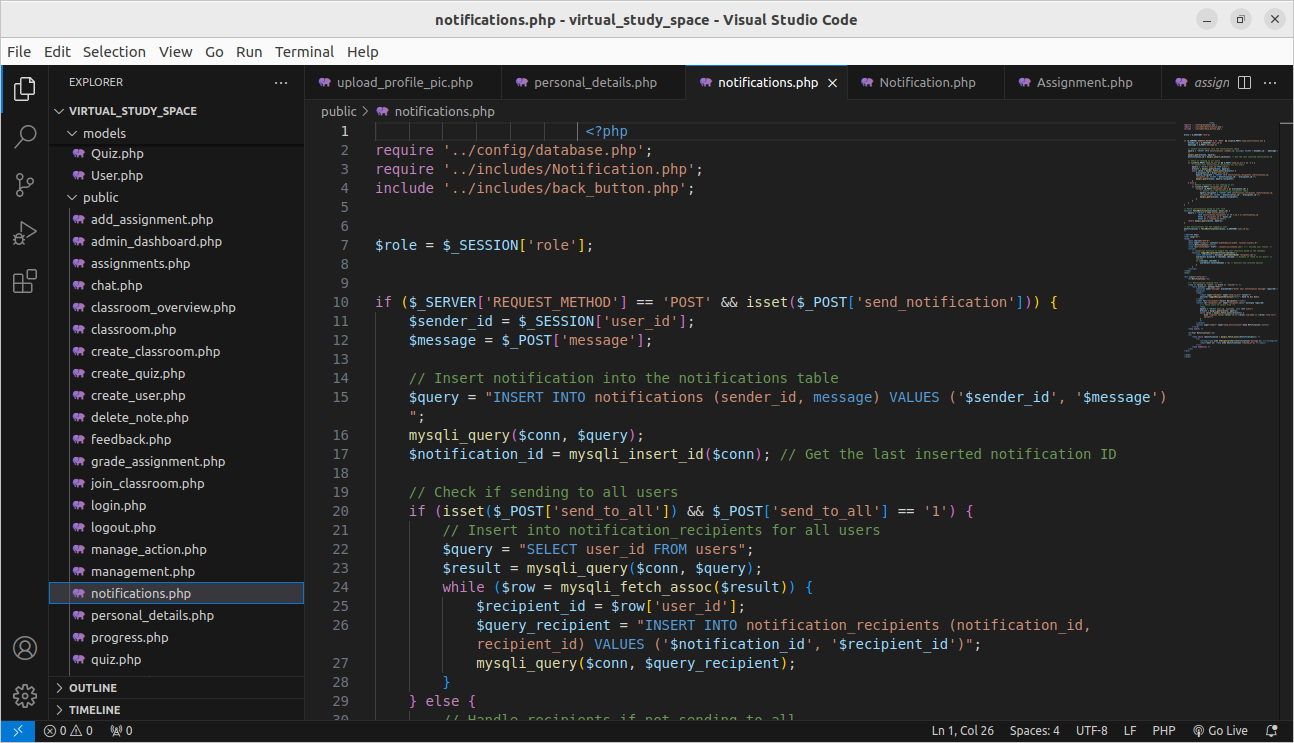 notifications.php - virtual_study_space - Visual Studio Code
File Edit Selection View Go Run Terminal Help
EXPLORER
VIRTUAL_STUDY_SPACE
models
Quiz.php
User.php
public
add_assignment.php
admin_dashboard.php
assignments.php
chat.php
classroom_overview.php
classroom.php
create_classroom.php
create_quiz.php
create_user.php
delete_note.php
feedback.php
grade_assignment.php
join_classroom.php
login.php
logout.php
manage_action.php
management.php
notifications.php
personal_details.php
progress.php
quiz.php
OUTLINE
TIMELINE
upload_profile_pic.php personal_details.php notifications.php Notification.php Assignment.php assign
public > notifications.php
1 <?php
2 require '../config/database.php';
3 require '../includes/Notification.php';
4 include '../includes/back_button.php';
5
6
7 $role = $_SESSION['role'];
8
9
10 if ($_SERVER['REQUEST_METHOD'] == 'POST' && isset($_POST['send_notification'])) {
11 $sender_id = $_SESSION['user_id'];
12 $message = $_POST['message'];
13
14 // Insert notification into the notifications table
15 $query = "INSERT INTO notifications (sender_id, message) VALUES ('$sender_id', '$message')
";
16 mysqli_query($conn, $query);
17 $notification_id = mysqli_insert_id($conn); // Get the last inserted notification ID
18
19 // Check if sending to all users
20 if (isset($_POST['send_to_all']) && $_POST['send_to_all'] == '1') {
21 // Insert into notification_recipients for all users
22 $query = "SELECT user_id FROM users";
23 $result = mysqli_query($conn, $query);
24 while ($row = mysqli_fetch_assoc($result)) {
25 $recipient_id = $row['user_id'];
26 $query_recipient = "INSERT INTO notification_recipients (notification_id,
recipient_id) VALUES ('$notification_id', '$recipient_id')";
27 mysqli_query($conn, $query_recipient);
28 }
29 } else {
30 // Handle recipients if not sending to all
0 0 0 Ln 1, Col 26 Spaces: 4 UTF-8 LF PHP Go Live